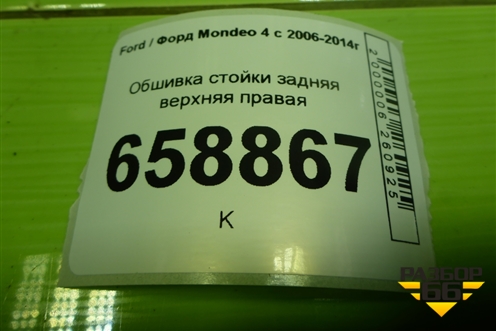 Ford / Форд Mondeo 4 с 2006-2014г
Обшивка стойки задняя
верхняя правая
658867
К
2000006260925
РАЗБОР
66